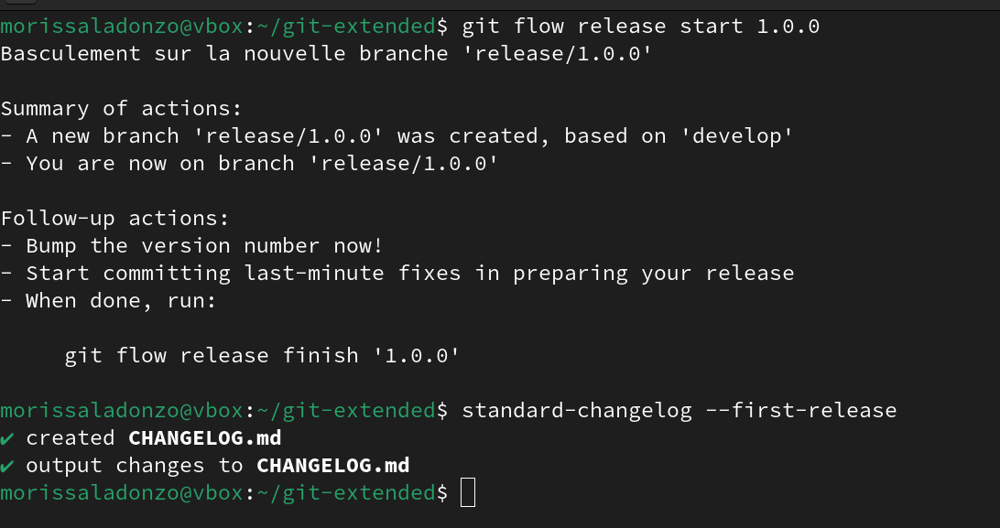 morissaladonzo@vbox:~/git-extended$ git flow release start 1.0.0
Basculement sur la nouvelle branche 'release/1.0.0'
Summary of actions:
- A new branch 'release/1.0.0' was created, based on 'develop'
- You are now on branch 'release/1.0.0'
Follow-up actions:
- Bump the version number now!
- Start committing last-minute fixes in preparing your release
- When done, run:
git flow release finish '1.0.0'
morissaladonzo@vbox:~/git-extended$ standard-changelog --first-release
✔ created CHANGELOG.md
✔ output changes to CHANGELOG.md
morissaladonzo@vbox:~/git-extended$